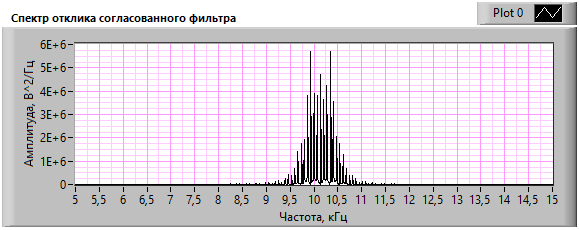 Plot 0
Спектр отклика согласованного фильтра
Амплитуда, В^2/Гц
6E+6
5E+6
4E+6
3E+6
2E+6
1E+6
0
5 5,5 6 6,5 7 7,5 8 8,5 9 9,5 10 10,5 11 11,5 12 12,5 13 13,5 14 14,5 15
Частота, кГц